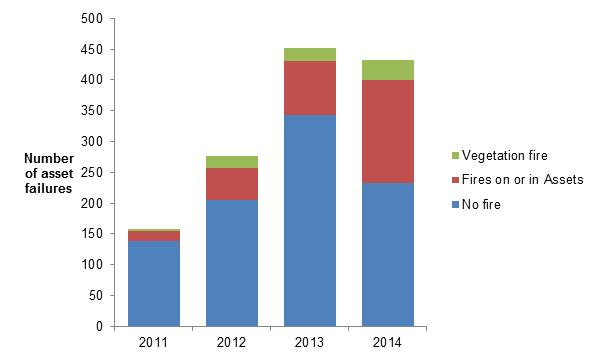 500
450
400
350
300
250
200
150
100
50
0
Number
of asset
failures
2011
2012
2013
2014
Vegetation fire
Fires on or in Assets
No fire